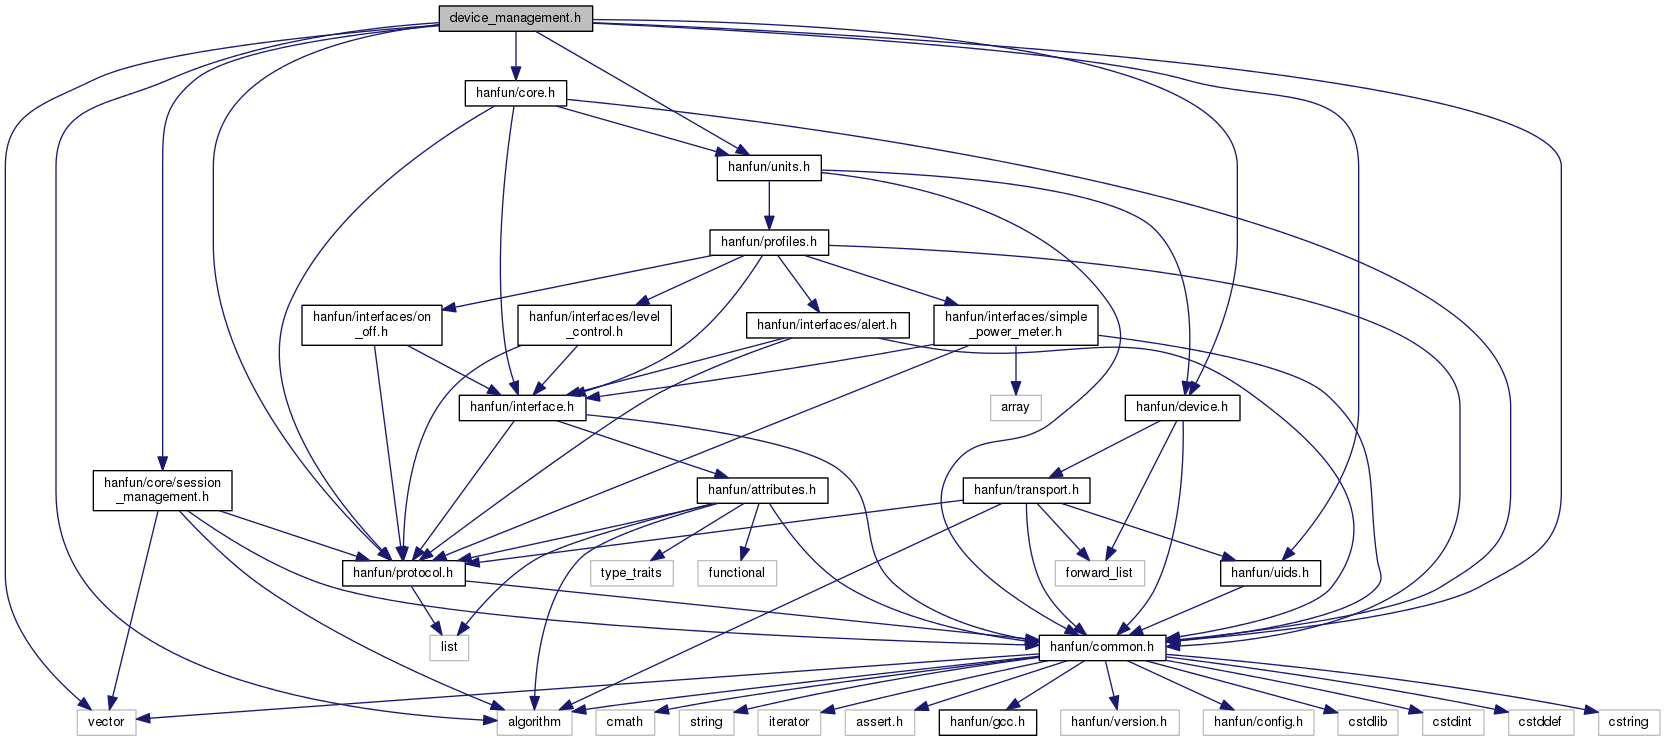 device_management.h
hanfun/core.h
hanfun/units.h
hanfun/profiles.h
hanfun/interfaces/on
_off.h
hanfun/interfaces/level
_control.h
hanfun/interfaces/alert.h
hanfun/interfaces/simple
_power_meter.h
hanfun/interface.h
array
hanfun/device.h
hanfun/core/session
_management.h
hanfun/attributes.h
hanfun/transport.h
hanfun/protocol.h
type_traits
functional
forward_list
hanfun/uids.h
list
hanfun/common.h
vector
algorithm
cmath
string
iterator
assert.h
hanfun/gcc.h
hanfun/version.h
hanfun/config.h
cstdlib
cstdint
cstddef
cstring